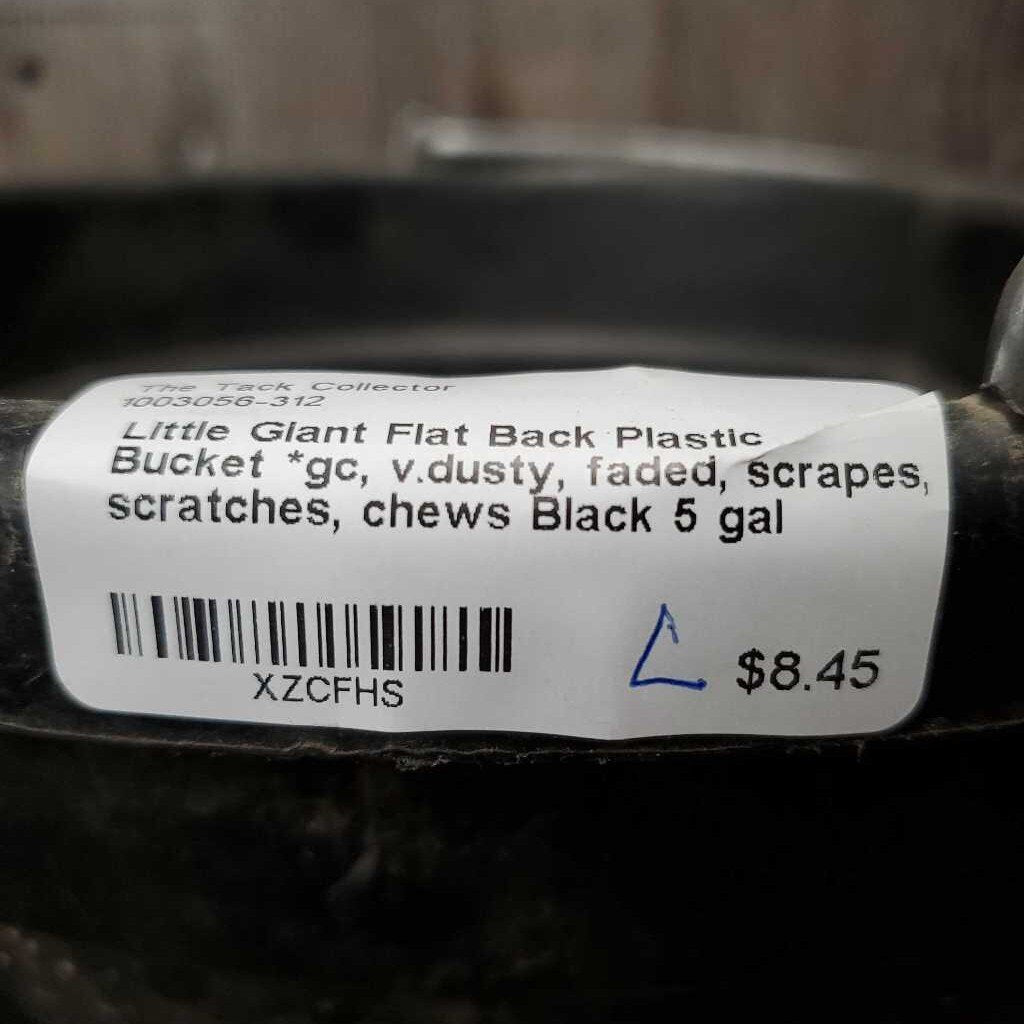 The Tack Collector
1003056-312
Little Giant Flat Back Plastic
Bucket *gc, v.dusty, faded, scrapes,
scratches, chews Black 5 gal
XZCFHS
L $8.45